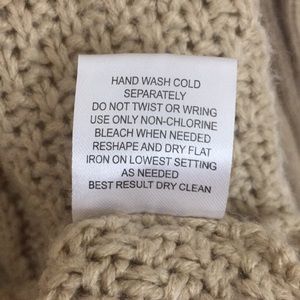 HAND WASH COLD
SEPARATELY
DO NOT TWIST OR WRING
USE ONLY NON-CHLORINE
BLEACH WHEN NEEDED
RESHAPE AND DRY FLAT
IRON ON LOWEST SETTING
AS NEEDED
BEST RESULT DRY CLEAN